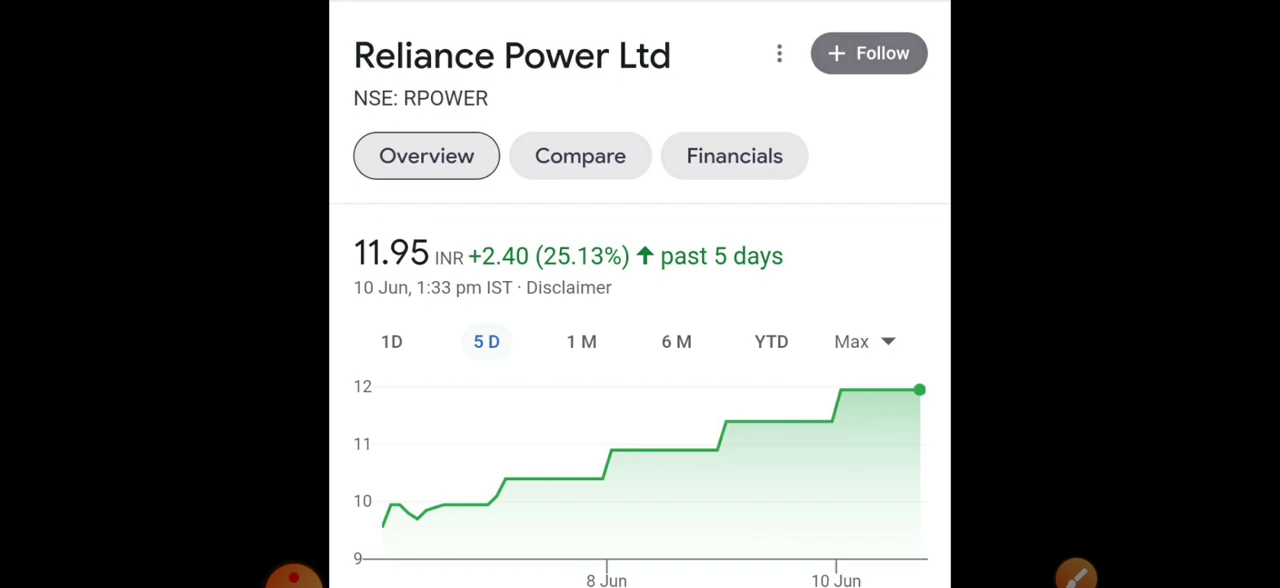 Reliance Power Ltd
+ Follow
NSE: RPOWER
Overview
Compare
Financials
11.95 INR +2.40 (25.13%) ↑ past 5 days
10 Jun, 1:33 pm IST · Disclaimer
1D
5 D
1 M
6 M
YTD
Max
12
11
10
9
8 Jun
10 Jun